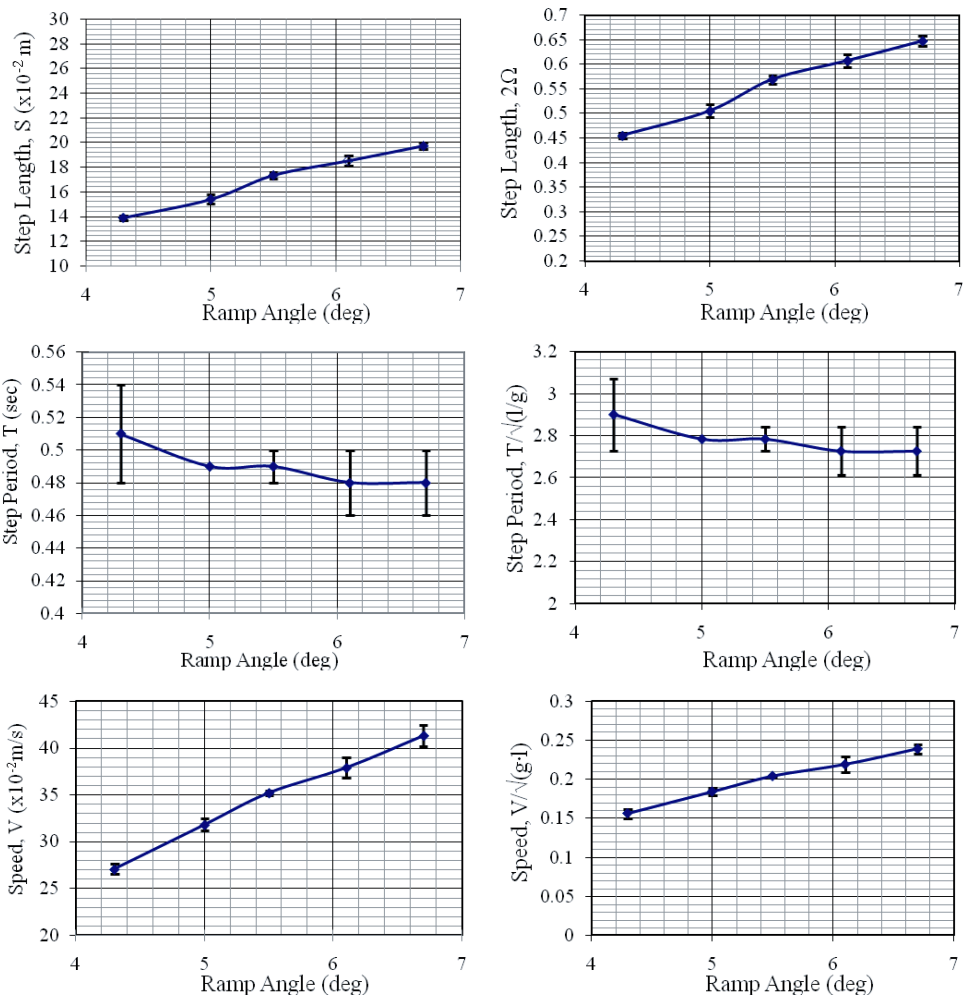 Step Length, S (x10⁻² m)
30
28
26
24
22
20
18
16
14
12
10
4 5 6 7
Ramp Angle (deg)
Step Length, 2Ω
0.7
0.65
0.6
0.55
0.5
0.45
0.4
0.35
0.3
0.25
0.2
4 5 6 7
Ramp Angle (deg)
Step Period, T (sec)
0.56
0.54
0.52
0.5
0.48
0.46
0.44
0.42
0.4
4 5 6 7
Ramp Angle (deg)
Step Period, T/√(l/g)
3.2
3
2.8
2.6
2.4
2.2
2
4 5 6 7
Ramp Angle (deg)
Speed, V (x10⁻²m/s)
45
40
35
30
25
20
4 5 6 7
Ramp Angle (deg)
Speed, V/√(g·l)
0.3
0.25
0.2
0.15
0.1
0.05
0
4 5 6 7
Ramp Angle (deg)